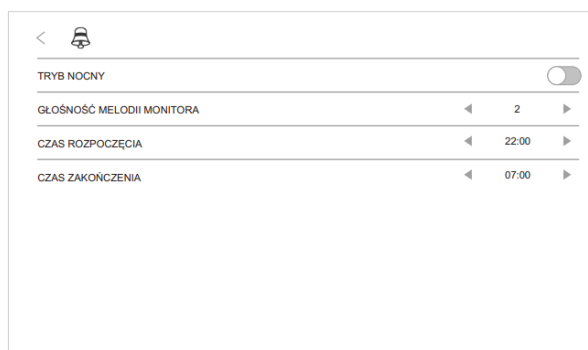 TRYB NOCNY
GŁOŚNOŚĆ MELODII MONITORA 2
CZAS ROZPOCZĘCIA 22:00
CZAS ZAKOŃCZENIA 07:00